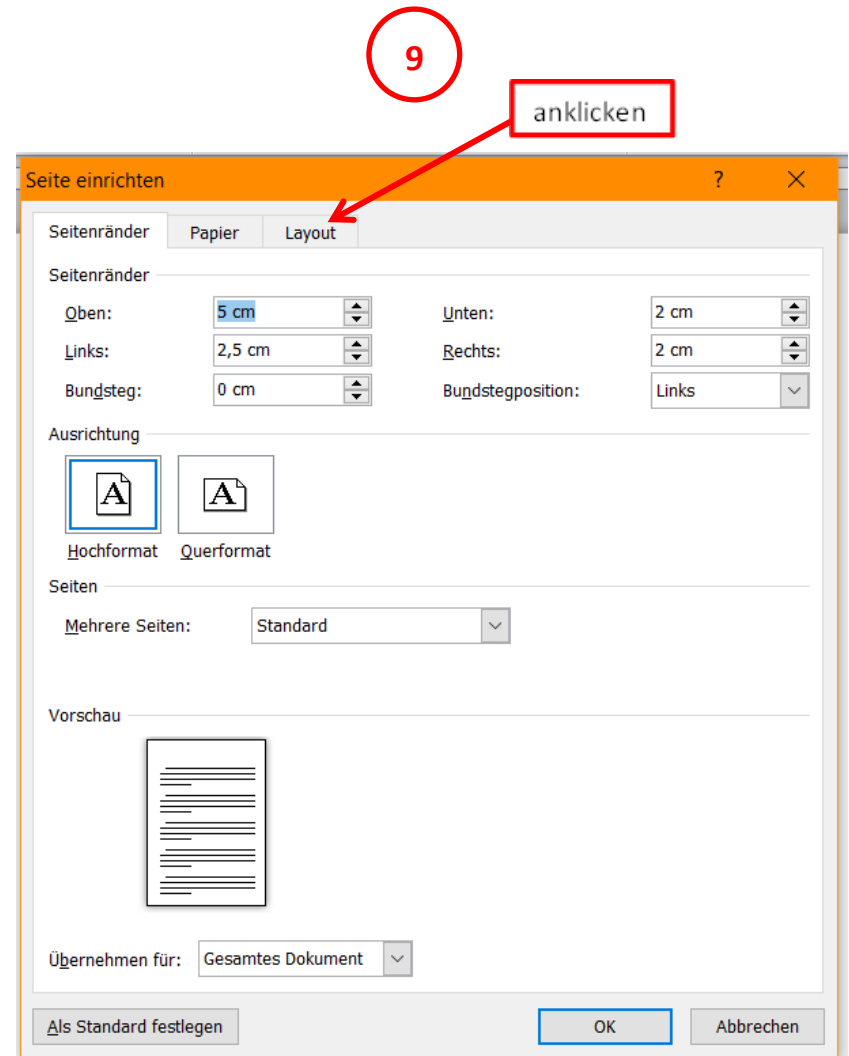 9
anklicken
Seite einrichten ?
Seitenränder Papier Layout
Seitenränder
Oben: 5 cm Unten: 2 cm
Links: 2,5 cm Rechts: 2 cm
Bundsteg: 0 cm Bundstegposition: Links
Ausrichtung
A A
Hochformat Querformat
Seiten
Mehrere Seiten: Standard
Vorschau
Übernehmen für: Gesamtes Dokument
Als Standard festlegen OK Abbrechen